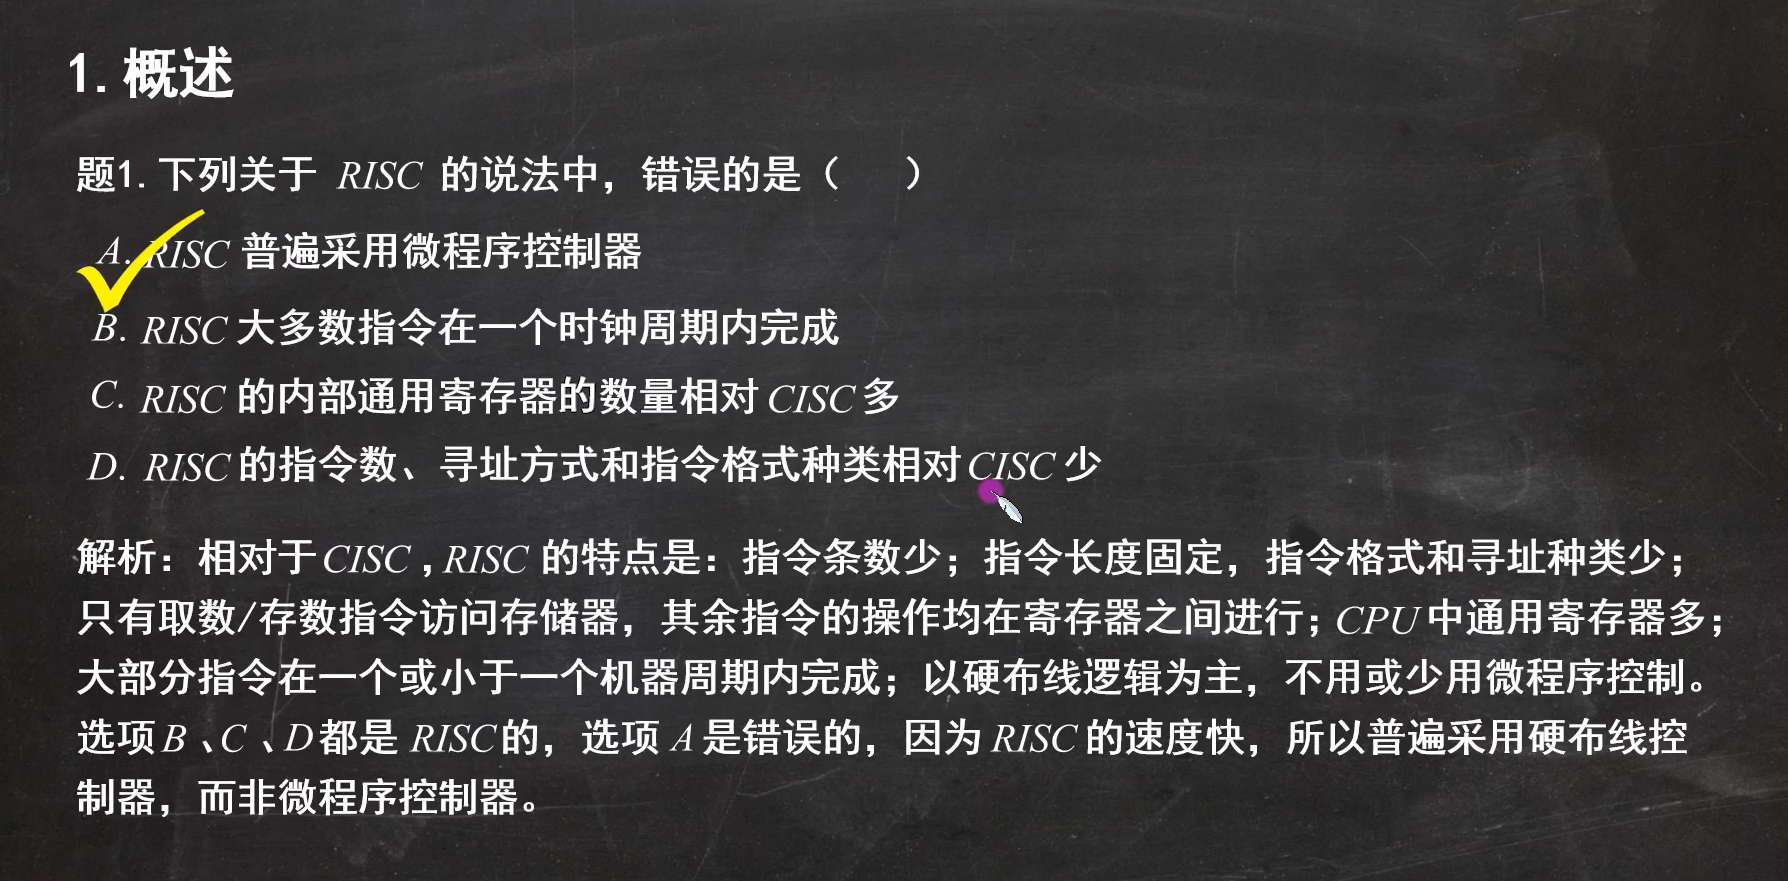 1. 概述
题1. 下列关于 RISC 的说法中，错误的是（ ）
A. RISC 普遍采用微程序控制器
B. RISC 大多数指令在一个时钟周期内完成
C. RISC 的内部通用寄存器的数量相对 CISC 多
D. RISC 的指令数、寻址方式和指令格式种类相对 CISC 少
解析：相对于 CISC , RISC 的特点是：指令条数少；指令长度固定，指令格式和寻址种类少；
只有取数/存数指令访问存储器，其余指令的操作均在寄存器之间进行；CPU 中通用寄存器多；
大部分指令在一个或小于一个机器周期内完成；以硬布线逻辑为主，不用或少用微程序控制。
选项 B 、C 、D 都是 RISC 的，选项 A 是错误的，因为 RISC 的速度快，所以普遍采用硬布线控
制器，而非微程序控制器。